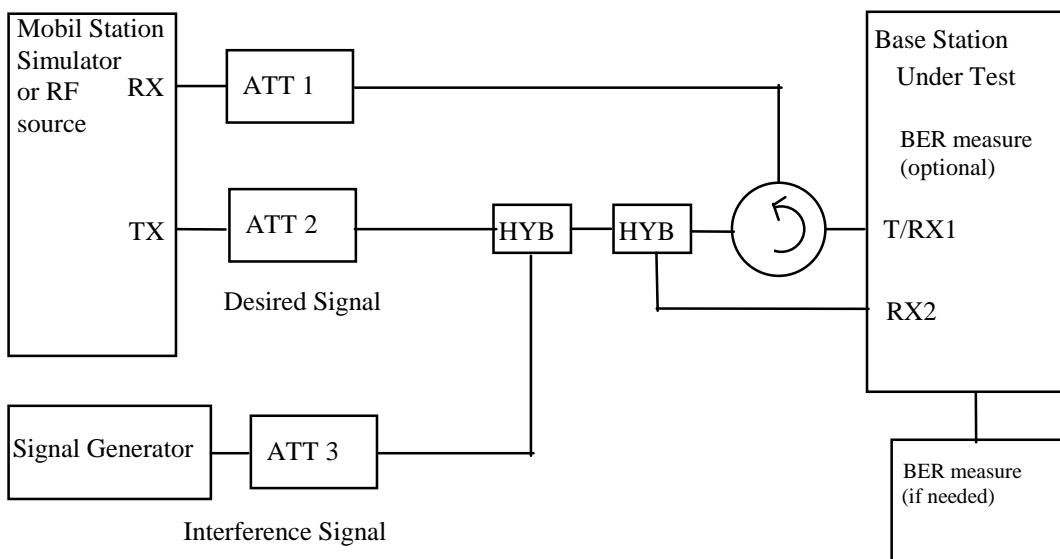 Mobil Station
Simulator
or RF
source
RX
TX
ATT 1
ATT 2
HYB
HYB
Desired Signal
Signal Generator
ATT 3
Interference Signal
Base Station
Under Test
BER measure
(optional)
T/RX1
RX2
BER measure
(if needed)